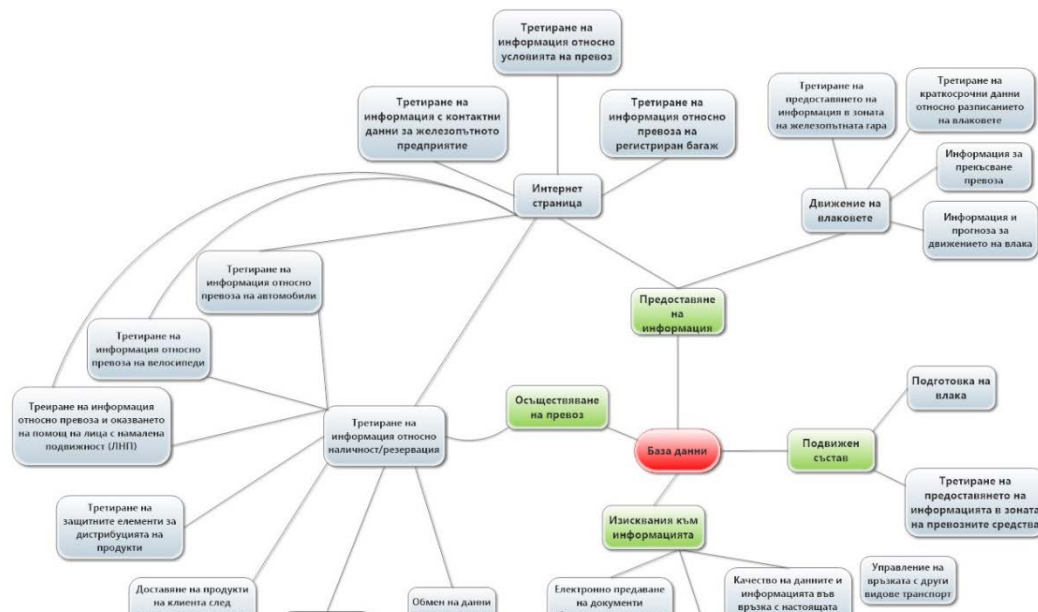 Третиране на
информация относно
условията на превоз
Третиране на
информация с контактни
данни за железопътното
предприятие
Третиране на
информация относно
превоза на
регистриран багаж
Третиране на
предоставянето на
информация в зоната
на железопътната гара
Третиране на
краткосрочни данни
относно разписанието
на влаковете
Информация за
прекъсване
превоза
Информация и
прогноза за
движението на влака
Интернет
страница
Движение на
влаковете
Третиране на
информация относно
превоза на автомобили
Предоставяне
на
информация
Третиране на
информация относно
превоза на велосипеди
Треиране на информация
относно превоза и оказването
на помощ на лица с намалена
подвижност (ЛНП)
Третиране на
информация относно
наличност/резервация
Осъществяване
на превоз
База данни
Подвижен
състав
Подготовка на
влака
Третиране на
предоставянето на
информацията в зоната
на превозните средства
Третиране на
защитните елементи за
дистрибуцията на
продукти
Изисквания към
информацията
Доставяне на продукти
на клиента след
Обмен на данни
Електронно предаване
на документи
Качество на данните и
информацията във
връзка с настоящата
Управление на
връзката с други
видове транспорт